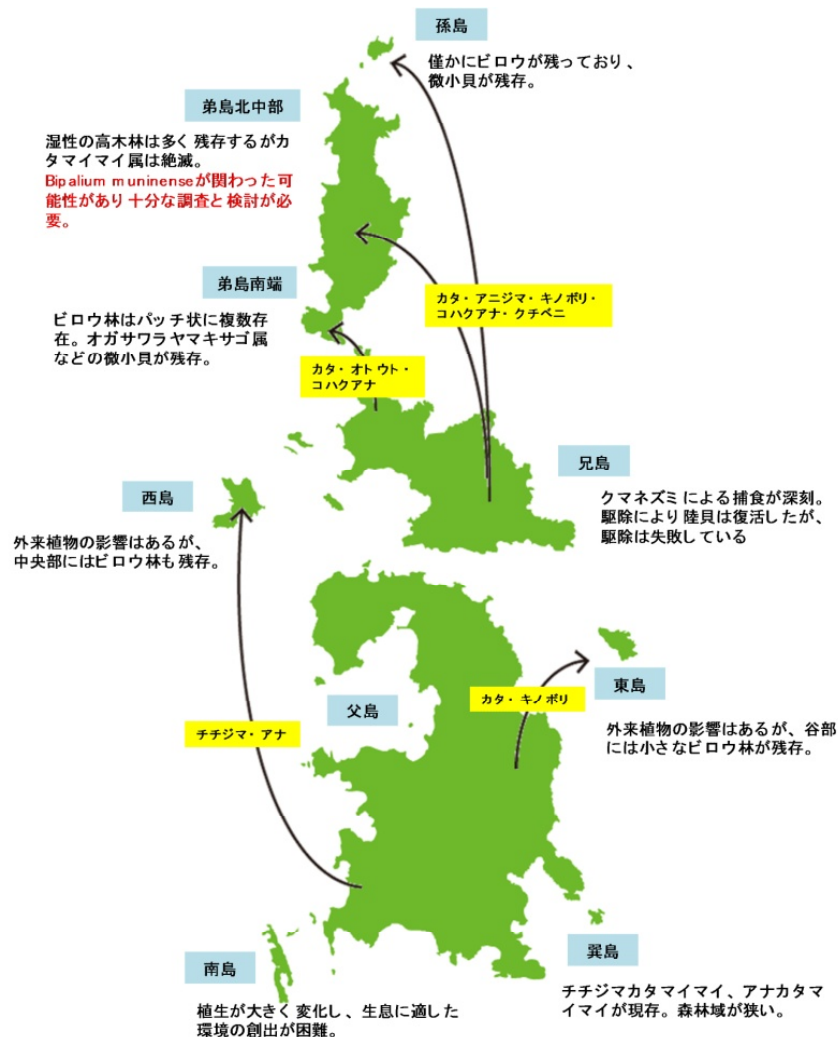 孫島
僅かにビロウが残っており、
微小貝が残存。
弟島北中部
湿性の高木林は多く残存するがカ
タマイマイ属は絶滅。
Bipalium muninenseが関わった可
能性があり十分な調査と検討が必
要。
弟島南端
ビロウ林はパッチ状に複数存
在。オガサワラヤマキサゴ属
などの微小貝が残存。
カタ・アニジマ・キノボリ・
コハクアナ・クチベニ
カタ・オトウト・
コハクアナ
兄島
クマネズミによる捕食が深刻。
駆除により陸貝は復活したが、
駆除は失敗している
西島
外来植物の影響はあるが、
中央部にはビロウ林も残存。
東島
外来植物の影響はあるが、谷部
には小さなビロウ林が残存。
カタ・キノボリ
父島
チチジマ・アナ
南島
植生が大きく変化し、生息に適した
環境の創出が困難。
巽島
チチジマカタマイマイ、アナカタマ
イマイが現存。森林域が狭い。